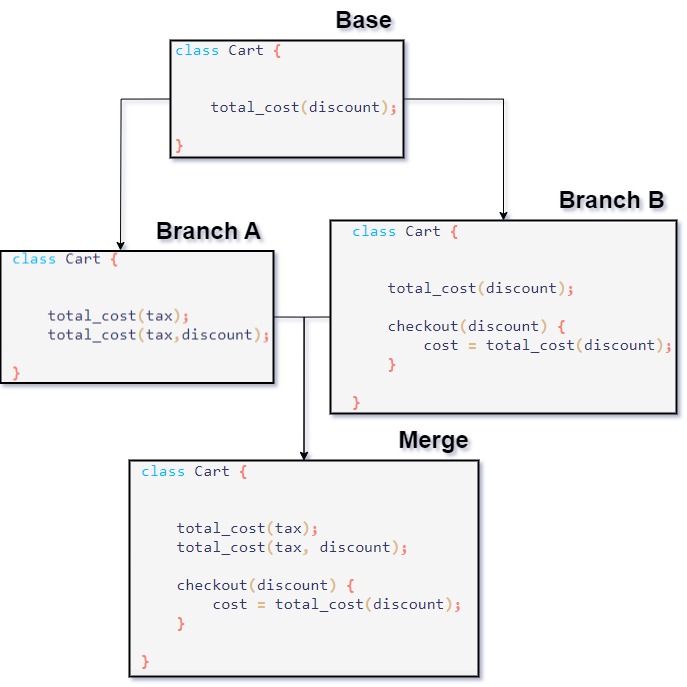 Base
class Cart {
total_cost(discount);
}
Branch A
class Cart {
total_cost(tax);
total_cost(tax,discount);
}
Branch B
class Cart {
total_cost(discount);
checkout(discount) {
cost = total_cost(discount);
}
}
Merge
class Cart {
total_cost(tax);
total_cost(tax, discount);
checkout(discount) {
cost = total_cost(discount);
}
}